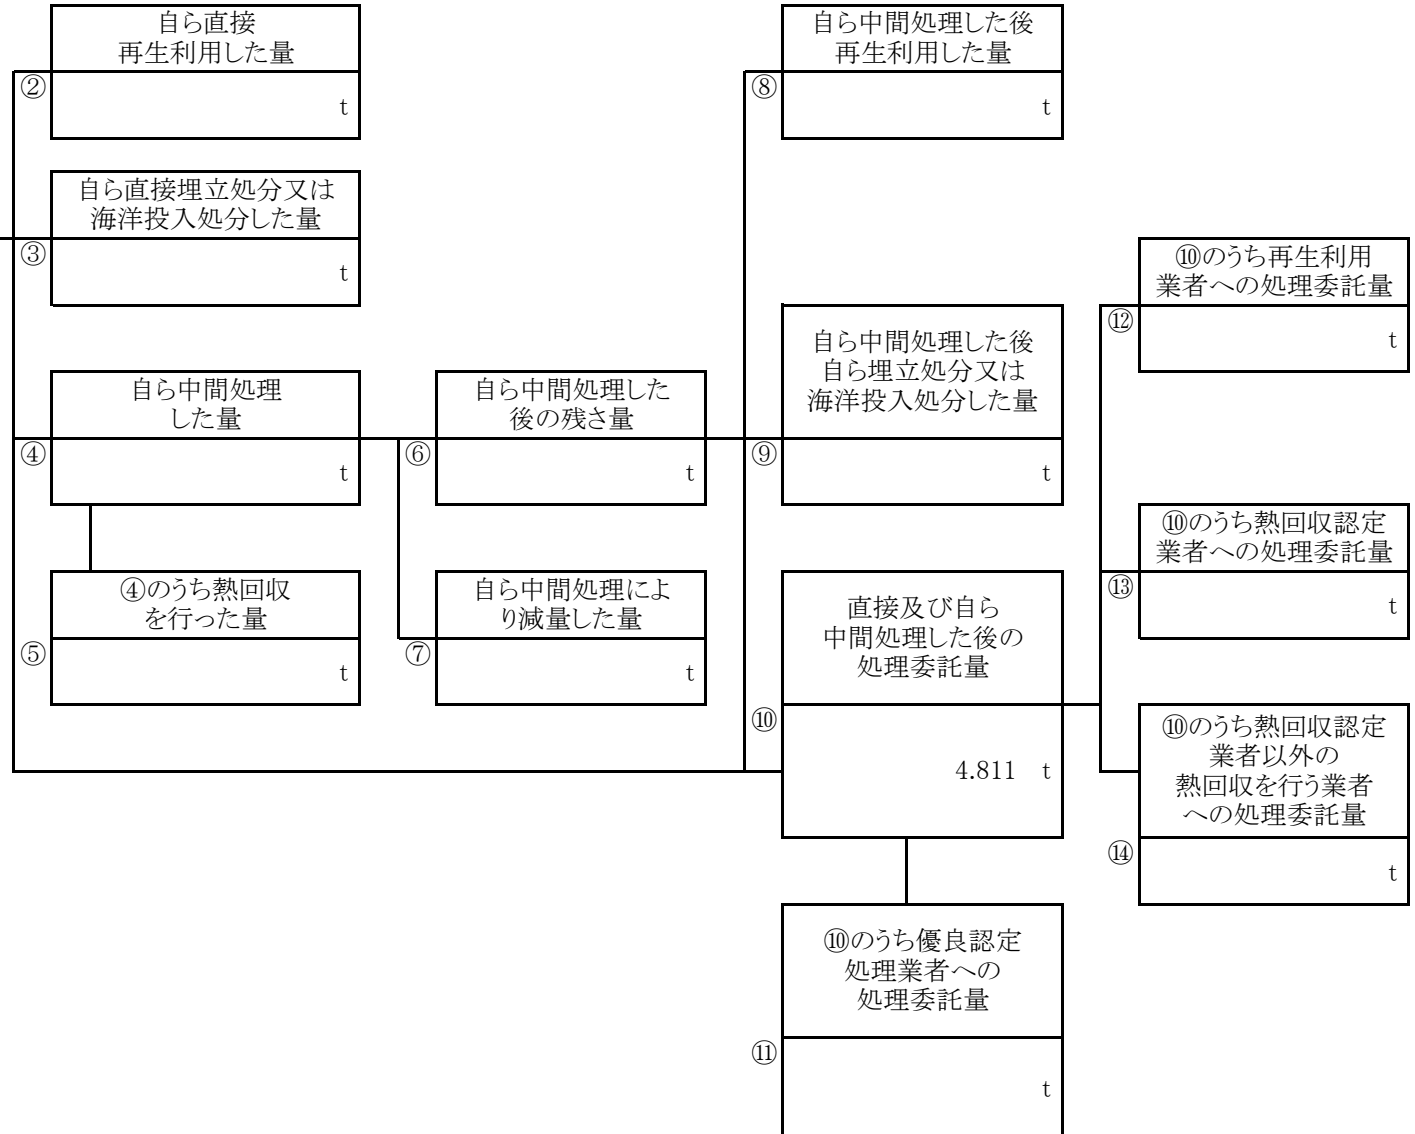 自ら直接
再生利用した量
②
t
自ら直接埋立処分又は
海洋投入処分した量
③
t
自ら中間処理
した量
④
t
④のうち熱回収
を行った量
⑤
t
自ら中間処理した
後の残さ量
⑥
t
自ら中間処理によ
り減量した量
⑦
t
自ら中間処理した後
再生利用した量
⑧
t
自ら中間処理した後
自ら埋立処分又は
海洋投入処分した量
⑨
t
直接及び自ら
中間処理した後の
処理委託量
⑩
4.811 t
⑩のうち優良認定
処理業者への
処理委託量
⑪
t
⑩のうち再生利用
業者への処理委託量
⑫
t
⑩のうち熱回収認定
業者への処理委託量
⑬
t
⑩のうち熱回収認定
業者以外の
熱回収を行う業者
への処理委託量
⑭
t